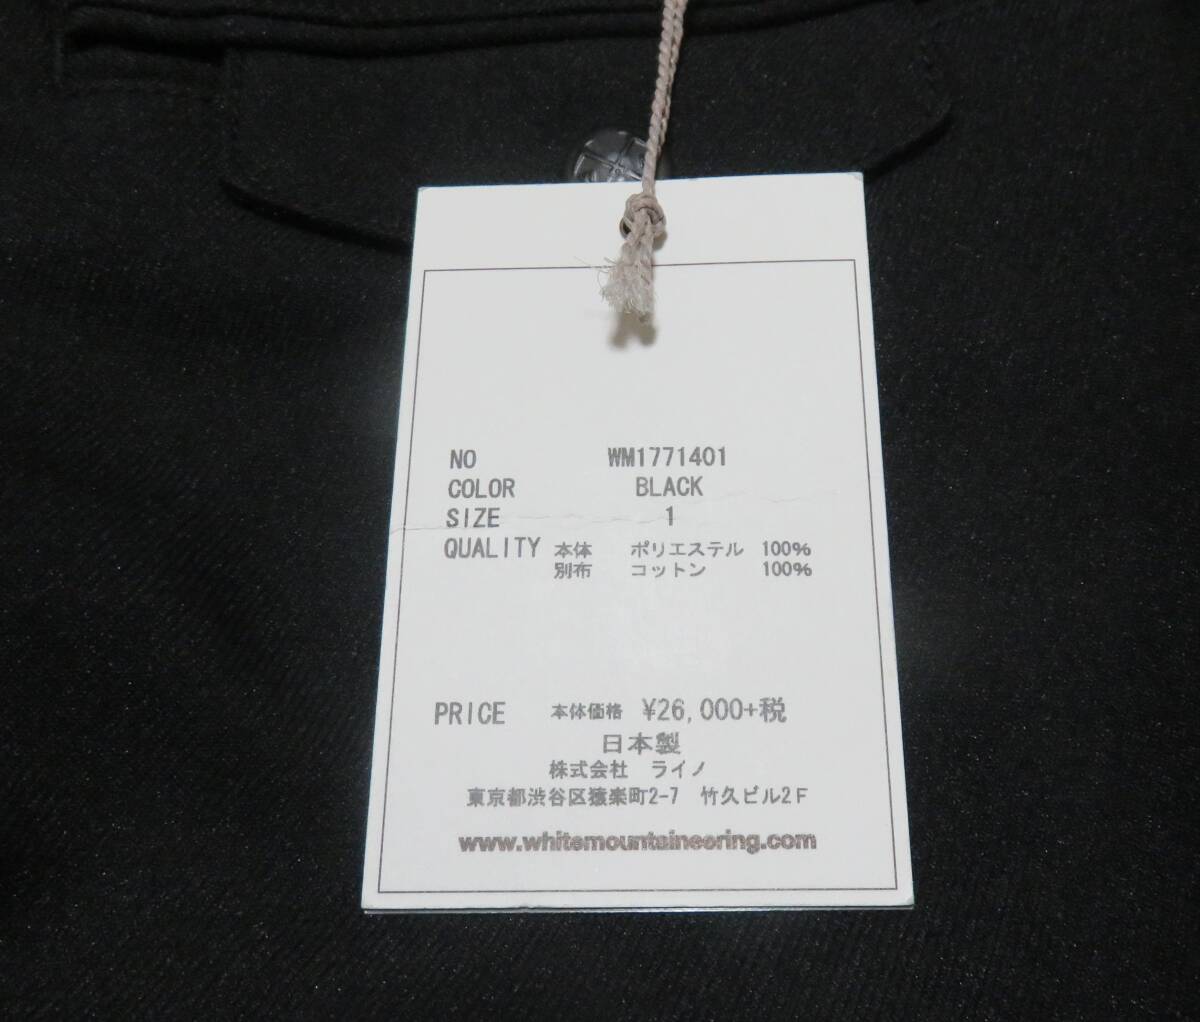 NO WM1771401
COLOR BLACK
SIZE 1
QUALITY 本体 ポリエステル 100%
別布 コットン 100%
PRICE 本体価格 ¥26,000+税
日本製
株式会社 ライノ
東京都渋谷区猿楽町2-7 竹久ビル2F
www.whitemountaineering.com